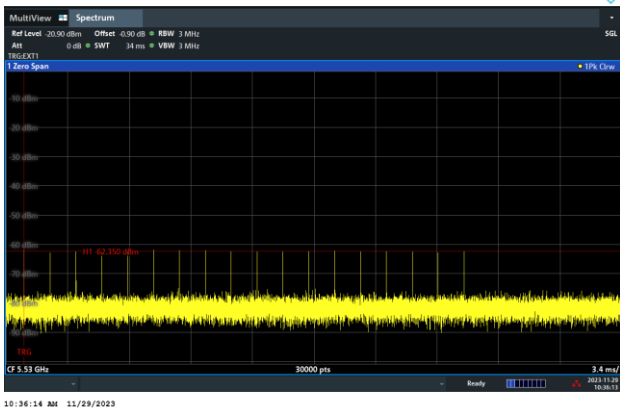 MultiView Spectrum
Ref Level -20.90 dBm Offset -0.90 dB RBW 3 MHz SGL
Att 0 dB SWT 34 ms VBW 3 MHz
TRG:EXT1
1 Zero Span 1Pk Clrw
-10 dBm
-20 dBm
-30 dBm
-40 dBm
-50 dBm
-60 dBm
H1 -62.350 dBm
-70 dBm
-80 dBm
-90 dBm
TRG
CF 5.53 GHz 30000 pts 3.4 ms/
Ready 2023-11-29
10:36:13
10:36:14 AM 11/29/2023